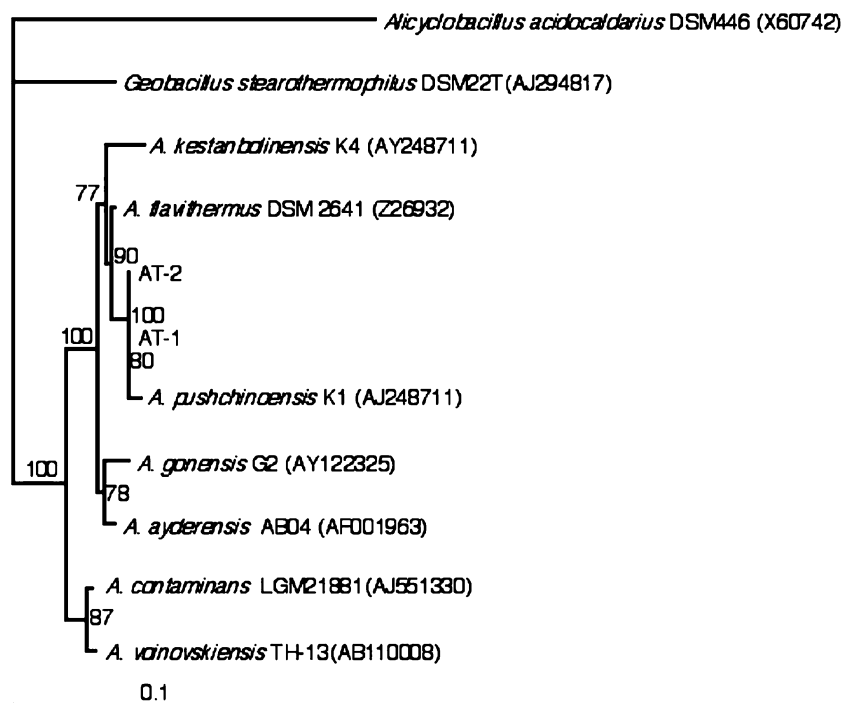 Alicyclobacillus acidocaldarius DSM446 (X60742)
Geobacillus stearothermophilus DSM22T(AJ294817)
A. kestanbolinensis K4 (AY248711)
77
A. flavithermus DSM 2641 (Z26932)
90
AT-2
100
100
AT-1
80
A. pushchinoensis K1 (AJ248711)
A. gonensis G2 (AY122325)
100
78
A. ayderensis AB04 (AF001963)
A. contaminans LGM21881(AJ551330)
87
A. voinovskiensis TH-13(AB110008)
0.1